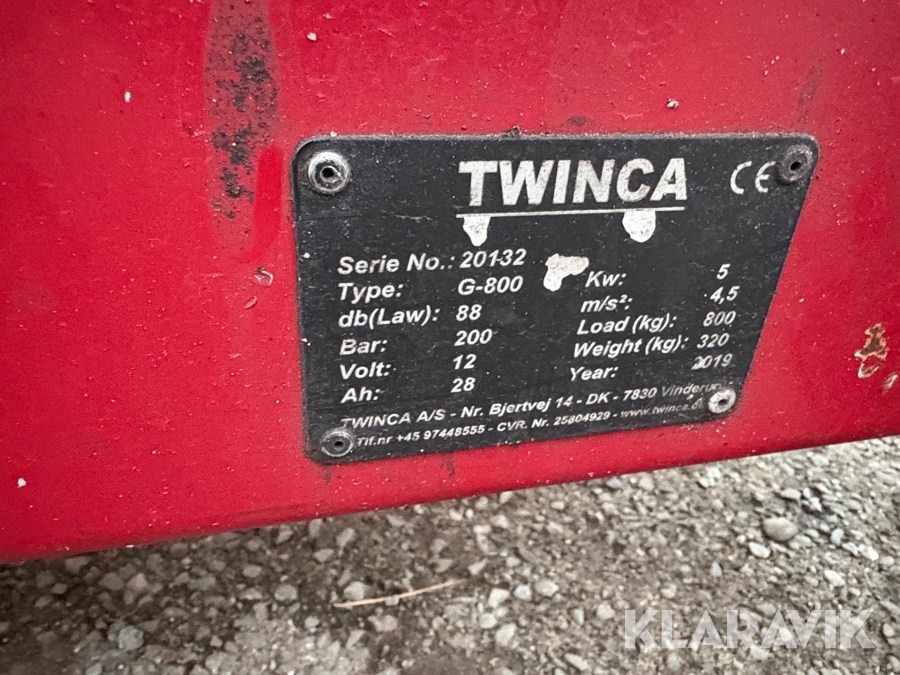 TWINCA CE
Serie No.: 20132
Type: G-800
db(Law): 88
Bar: 200
Volt: 12
Ah: 28
Kw: 5
m/s²: 4,5
Load (kg): 800
Weight (kg): 320
Year: 2019
TWINCA A/S - Nr. Bjertvej 14 - DK - 7830 Vinderup
Tlf.nr +45 97448555 - CVR. Nr. 25804929 - www.twinca.dk
KLARAVIK